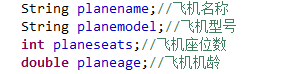 String planename;//飞机名称
String planemodel;//飞机型号
int planeseats;//飞机座位数
double planeage;//飞机机龄